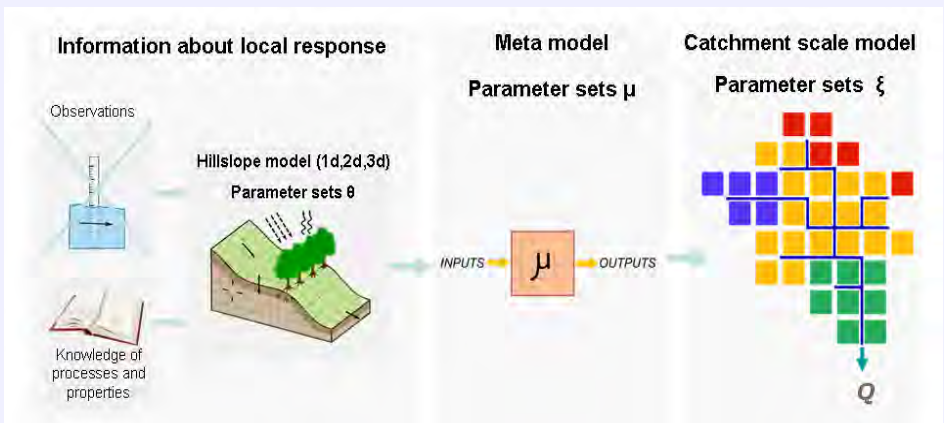 Information about local response
Observations
Hillslope model (1d,2d,3d)
Parameter sets θ
Knowledge of
processes and
properties
Meta model
Parameter sets μ
INPUTS
μ
OUTPUTS
Catchment scale model
Parameter sets ξ
Q